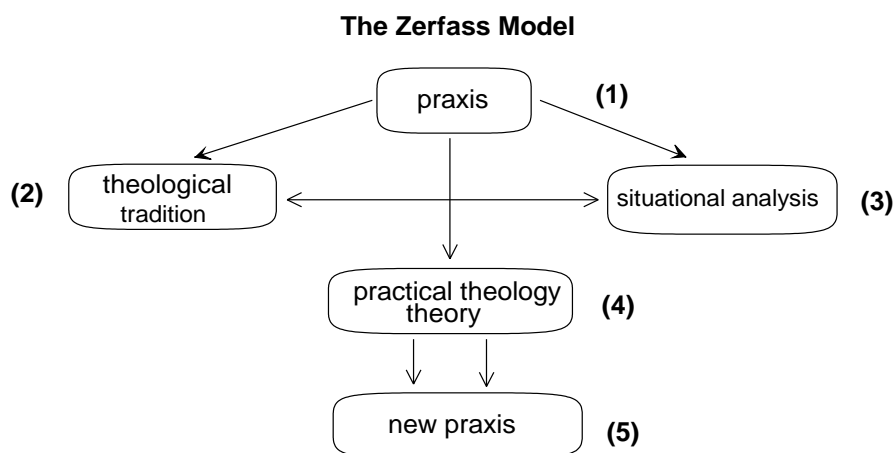 The Zerfass Model
praxis
(1)
(2)
theological
tradition
situational analysis
(3)
practical theology
theory
(4)
new praxis
(5)